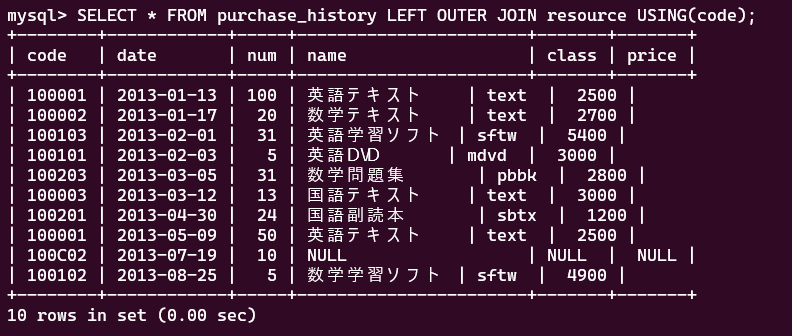 mysql> SELECT * FROM purchase_history LEFT OUTER JOIN resource USING(code);
+--------+------------+-----+-----------------------+-------+-------+
| code   | date       | num | name                  | class | price |
+--------+------------+-----+-----------------------+-------+-------+
| 100001 | 2013-01-13 | 100 | 英語テキスト     | text  |  2500 |
| 100002 | 2013-01-17 |  20 | 数学テキスト     | text  |  2700 |
| 100103 | 2013-02-01 |  31 | 英語学習ソフト  | sftw  |  5400 |
| 100101 | 2013-02-03 |   5 | 英語DVD       | mdvd  |  3000 |
| 100203 | 2013-03-05 |  31 | 数学問題集       | pbbk  |  2800 |
| 100003 | 2013-03-12 |  13 | 国語テキスト     | text  |  3000 |
| 100201 | 2013-04-30 |  24 | 国語副読本       | sbtx  |  1200 |
| 100001 | 2013-05-09 |  50 | 英語テキスト     | text  |  2500 |
| 100C02 | 2013-07-19 |  10 | NULL                  | NULL  |  NULL |
| 100102 | 2013-08-25 |   5 | 数学学習ソフト  | sftw  |  4900 |
+--------+------------+-----+-----------------------+-------+-------+
10 rows in set (0.00 sec)